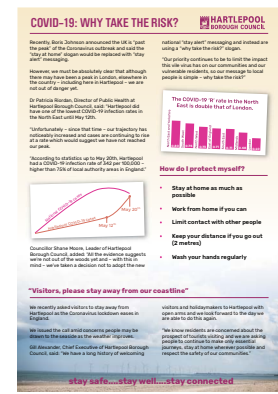 COVID-19: WHY TAKE THE RISK?
HARTLEPOOL
BOROUGH COUNCIL
Recently, Boris Johnson announced the UK is "past
the peak" of the Coronavirus outbreak and said the
"stay at home" slogan would be replaced with "stay
alert" messaging.
However, we must be absolutely clear that although
there may have been a peak in London, elsewhere in
the country – including here in Hartlepool – we are
not out of danger yet.
Dr Patricia Riordan, Director of Public Health at
Hartlepool Borough Council, said: "Hartlepool did
have one of the lowest COVID-19 infection rates in
the North East until May 12th.
"Unfortunately – since that time – our trajectory has
noticeably increased and cases are continuing to rise
at a rate which would suggest we have not reached
our peak.
"According to statistics up to May 20th, Hartlepool
had a COVID-19 infection rate of 342 per 100,000 –
higher than 75% of local authority areas in England."
May 20th
May 12th
Councillor Shane Moore, Leader of Hartlepool
Borough Council, added: "All the evidence suggests
we're not out of the woods yet and – with this in
mind – we've taken a decision not to adopt the new
national "stay alert" messaging and instead are
using a "why take the risk?" slogan.
"Our priority continues to be to limit the impact
this vile virus has on our communities and our
vulnerable residents, so our message to local
people is simple – why take the risk?"
The COVID-19 'R' rate in the North
East is double that of London.
How do I protect myself?
• Stay at home as much as
possible
• Work from home if you can
• Limit contact with other people
• Keep your distance if you go out
(2 metres)
• Wash your hands regularly
"Visitors, please stay away from our coastline"
We recently asked visitors to stay away from
Hartlepool as the Coronavirus lockdown eases in
England.
We issued the call amid concerns people may be
drawn to the seaside as the weather improves.
Gill Alexander, Chief Executive of Hartlepool Borough
Council, said: "We have a long history of welcoming
visitors and holidaymakers to Hartlepool with
open arms and we look forward to the day we
are able to do this again.
"We know residents are concerned about the
prospect of tourists visiting and we are asking
people to continue to make only essential
journeys, stay at home wherever possible and
respect the safety of our communities."
stay safe....stay well....stay connected